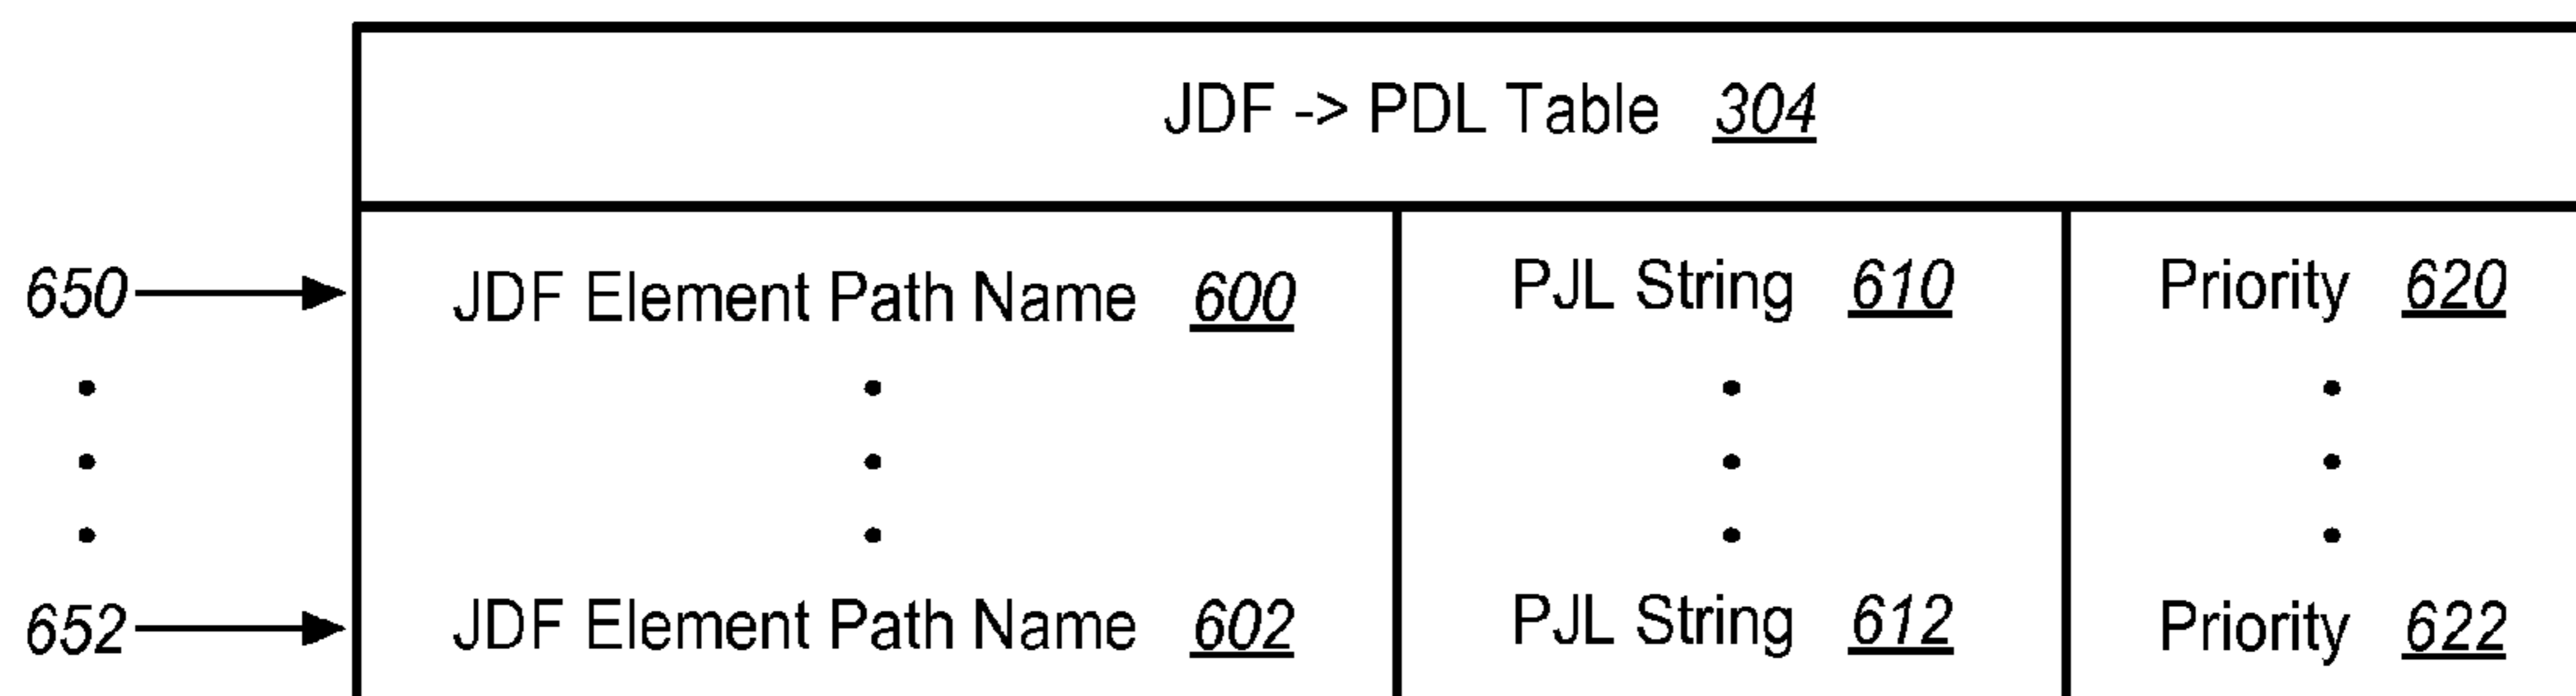 JDF -> PDL Table 304
650 JDF Element Path Name 600 PJL String 610 Priority 620
652 JDF Element Path Name 602 PJL String 612 Priority 622